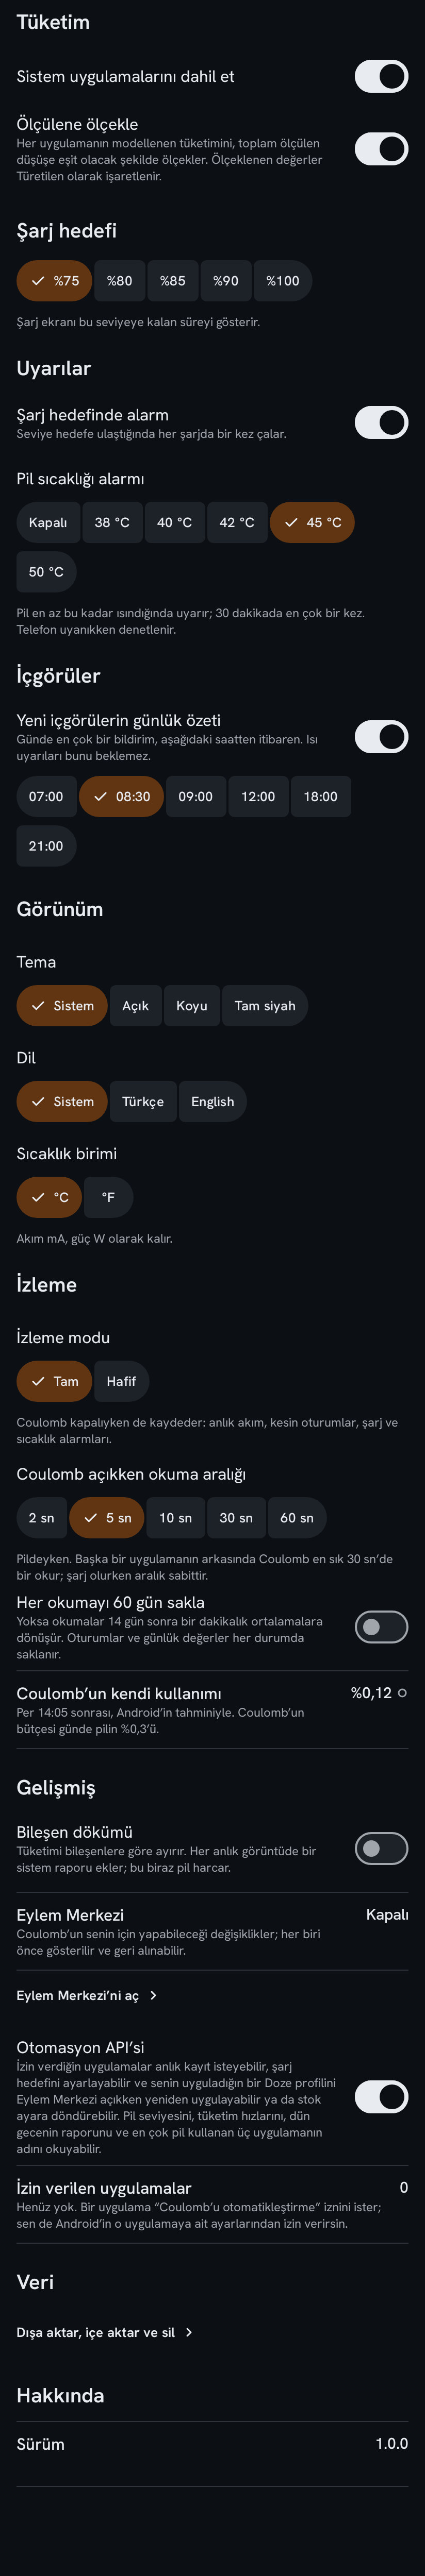 Tüketim
Sistem uygulamalarını dahil et
Ölçülene ölçekle
Her uygulamanın modellenen tüketimini, toplam ölçülen
düşüşe eşit olacak şekilde ölçekler. Ölçeklenen değerler
Türetilen olarak işaretlenir.
Şarj hedefi
%75 %80 %85 %90 %100
Şarj ekranı bu seviyeye kalan süreyi gösterir.
Uyarılar
Şarj hedefinde alarm
Seviye hedefe ulaştığında her şarjda bir kez çalar.
Pil sıcaklığı alarmı
Kapalı 38 °C 40 °C 42 °C 45 °C
50 °C
Pil en az bu kadar ısındığında uyarır; 30 dakikada en çok bir kez.
Telefon uyanıkken denetlenir.
İçgörüler
Yeni içgörülerin günlük özeti
Günde en çok bir bildirim, aşağıdaki saatten itibaren. Isı
uyarıları bunu beklemez.
07:00 08:30 09:00 12:00 18:00
21:00
Görünüm
Tema
Sistem Açık Koyu Tam siyah
Dil
Sistem Türkçe English
Sıcaklık birimi
°C °F
Akım mA, güç W olarak kalır.
İzleme
İzleme modu
Tam Hafif
Coulomb kapalıyken de kaydeder: anlık akım, kesin oturumlar, şarj ve
sıcaklık alarmları.
Coulomb açıkken okuma aralığı
2 sn 5 sn 10 sn 30 sn 60 sn
Pildeyken. Başka bir uygulamanın arkasında Coulomb en sık 30 sn’de
bir okur; şarj olurken aralık sabittir.
Her okumayı 60 gün sakla
Yoksa okumalar 14 gün sonra bir dakikalık ortalamalara
dönüşür. Oturumlar ve günlük değerler her durumda
saklanır.
Coulomb’un kendi kullanımı %0,12
Per 14:05 sonrası, Android’in tahminiyle. Coulomb’un
bütçesi günde pilin %0,3’ü.
Gelişmiş
Bileşen dökümü
Tüketimi bileşenlere göre ayırır. Her anlık görüntüde bir
sistem raporu ekler; bu biraz pil harcar.
Eylem Merkezi Kapalı
Coulomb’un senin için yapabileceği değişiklikler; her biri
önce gösterilir ve geri alınabilir.
Eylem Merkezi’ni aç
Otomasyon API’si
İzin verdiğin uygulamalar anlık kayıt isteyebilir, şarj
hedefini ayarlayabilir ve senin uyguladığın bir Doze profilini
Eylem Merkezi açıkken yeniden uygulayabilir ya da stok
ayara döndürebilir. Pil seviyesini, tüketim hızlarını, dün
gecenin raporunu ve en çok pil kullanan üç uygulamanın
adını okuyabilir.
İzin verilen uygulamalar 0
Henüz yok. Bir uygulama “Coulomb’u otomatikleştirme” iznini ister;
sen de Android’in o uygulamaya ait ayarlarından izin verirsin.
Veri
Dışa aktar, içe aktar ve sil
Hakkında
Sürüm 1.0.0